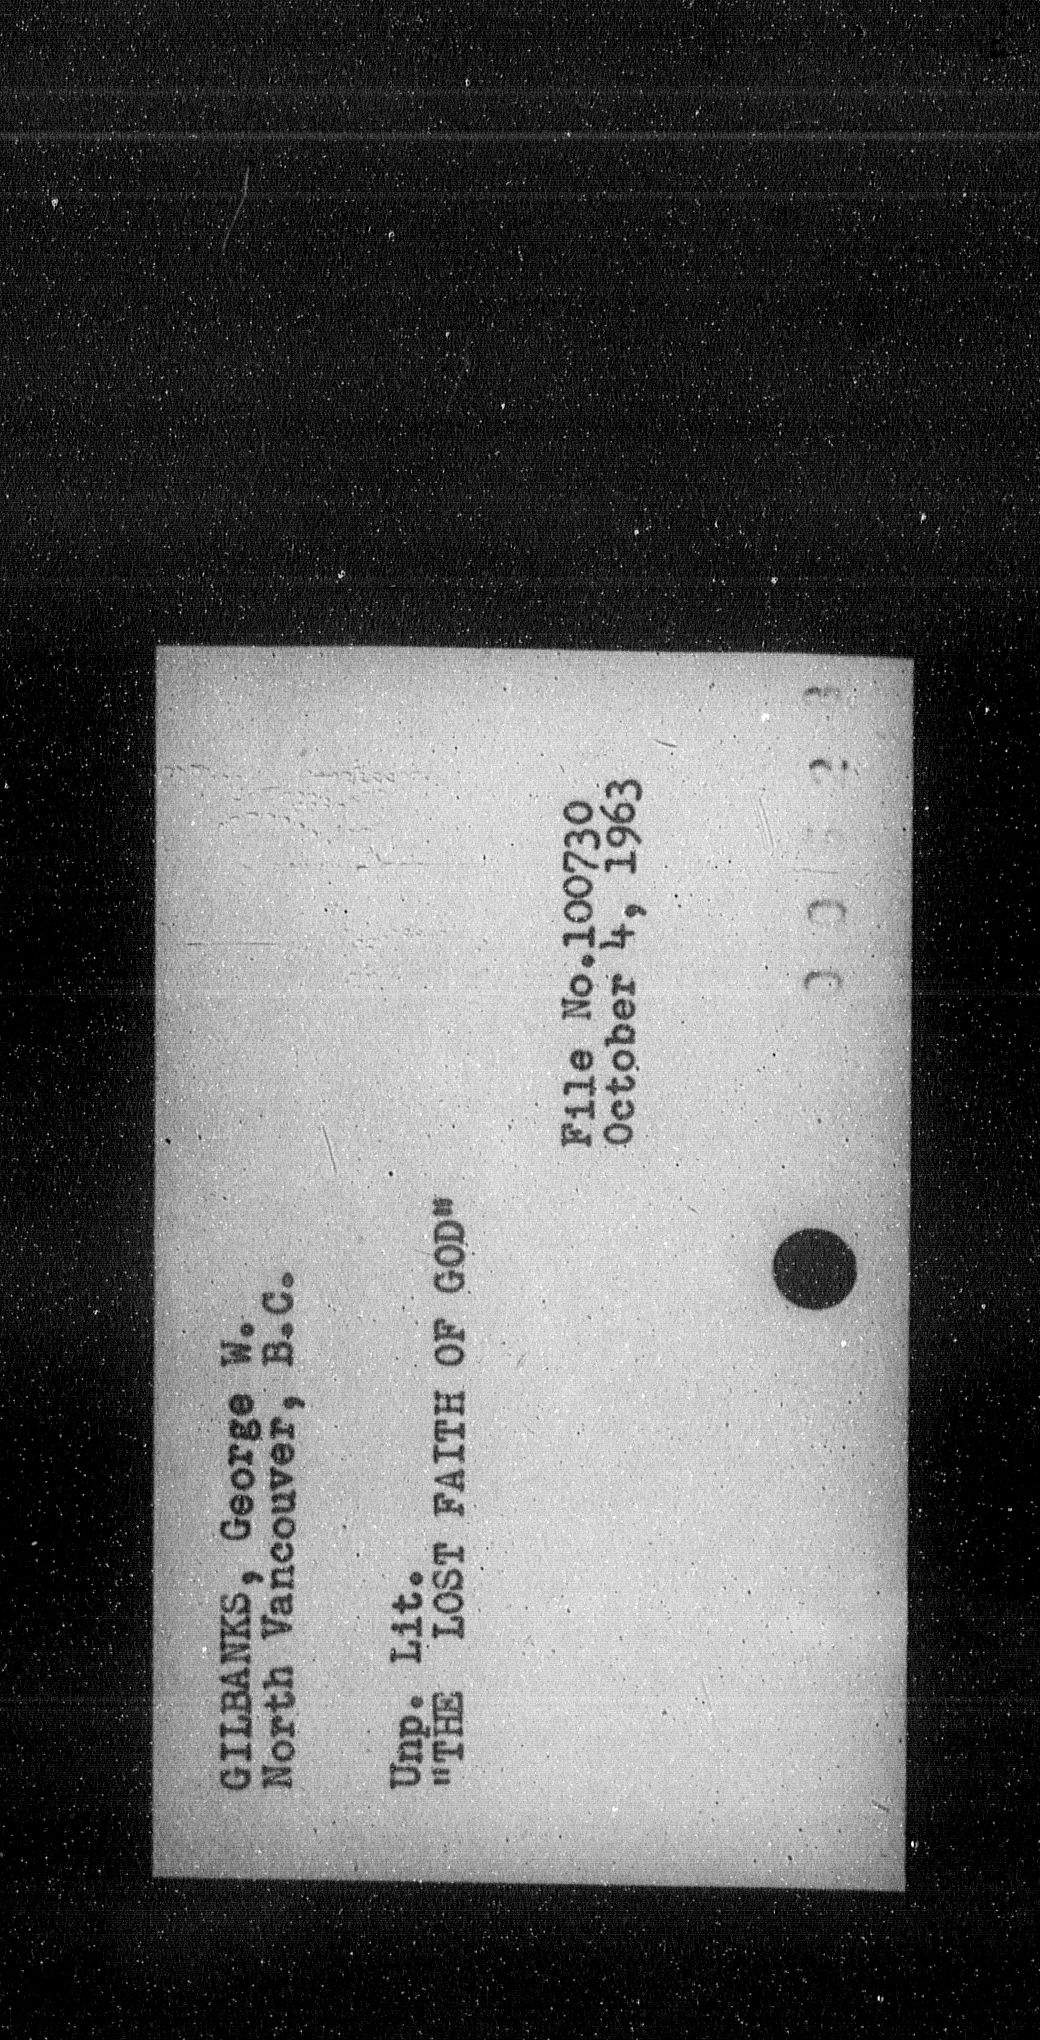 GILBANKS, George W.
North Vancouver, B.C.
Unp. Lit.
"THE LOST FAITH OF GOD"
File No.100730
October 4, 1963